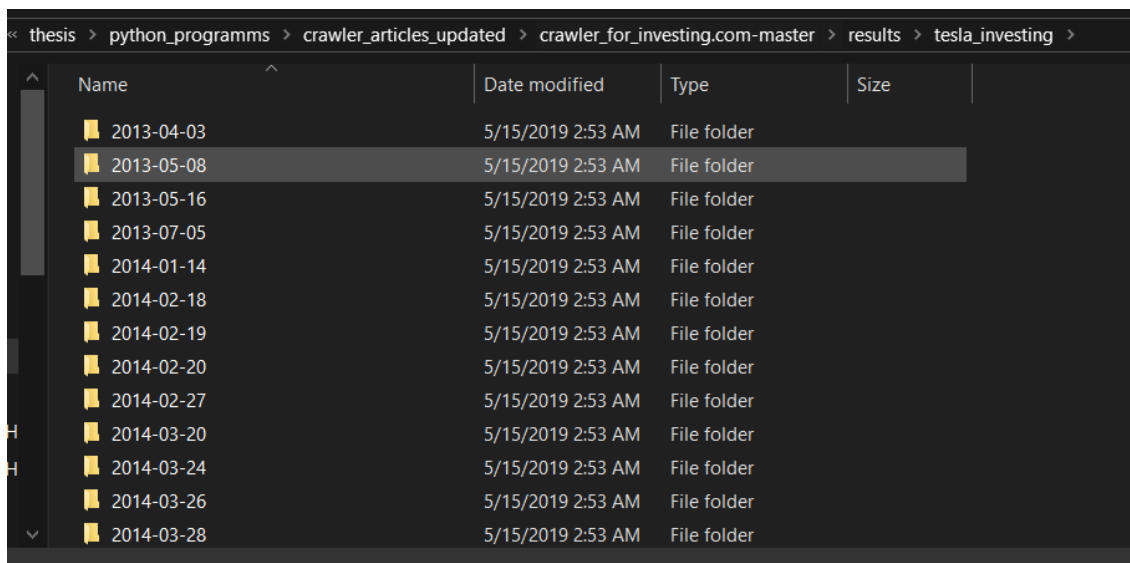 « thesis > python_programms > crawler_articles_updated > crawler_for_investing.com-master > results > tesla_investing >
Name Date modified Type Size
2013-04-03 5/15/2019 2:53 AM File folder
2013-05-08 5/15/2019 2:53 AM File folder
2013-05-16 5/15/2019 2:53 AM File folder
2013-07-05 5/15/2019 2:53 AM File folder
2014-01-14 5/15/2019 2:53 AM File folder
2014-02-18 5/15/2019 2:53 AM File folder
2014-02-19 5/15/2019 2:53 AM File folder
2014-02-20 5/15/2019 2:53 AM File folder
2014-02-27 5/15/2019 2:53 AM File folder
H 2014-03-20 5/15/2019 2:53 AM File folder
H 2014-03-24 5/15/2019 2:53 AM File folder
2014-03-26 5/15/2019 2:53 AM File folder
2014-03-28 5/15/2019 2:53 AM File folder